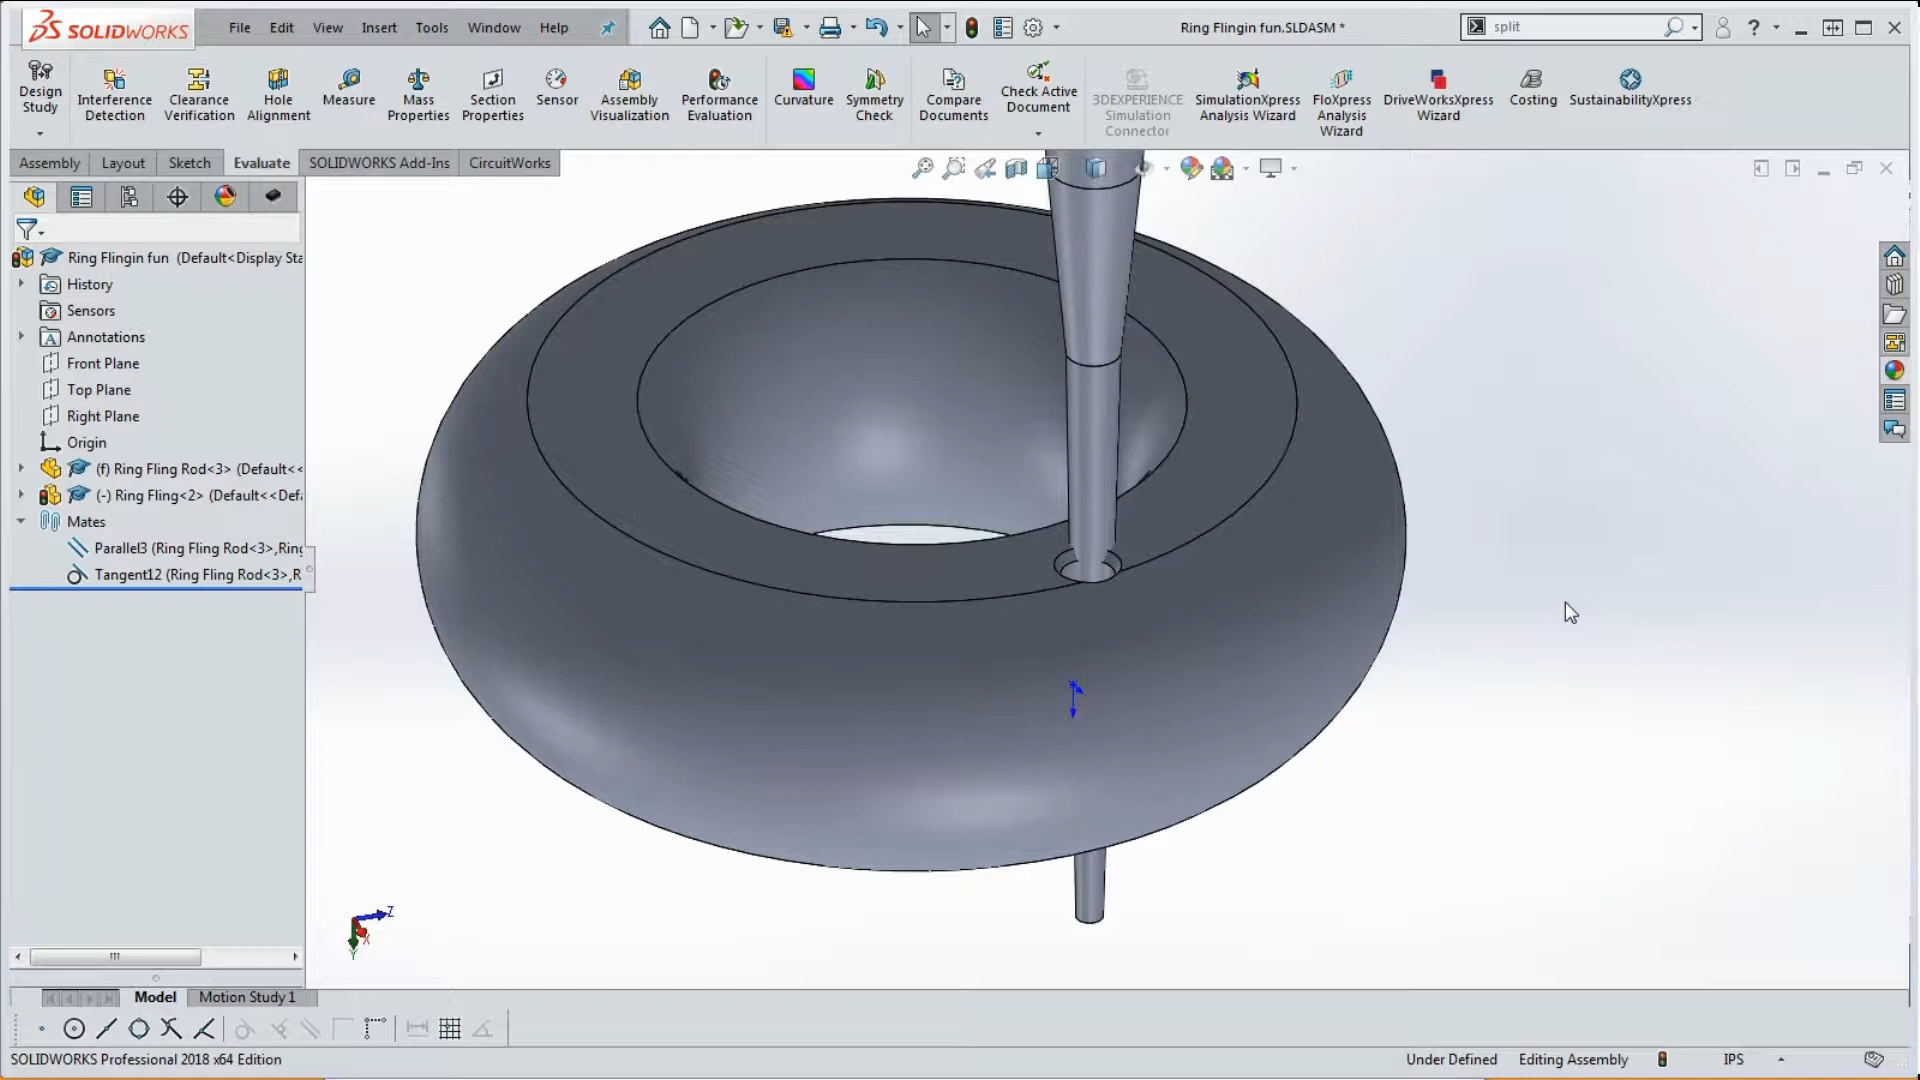 SOLIDWORKS File Edit View Insert Tools Window Help Ring Flingin fun.SLDASM * split ?
Design Study
Interference Detection
Clearance Verification
Hole Alignment
Measure
Mass Properties
Section Properties
Sensor
Assembly Visualization
Performance Evaluation
Curvature
Symmetry Check
Compare Documents
Check Active Document
3DEXPERIENCE Simulation Connector
SimulationXpress Analysis Wizard
FloXpress Analysis Wizard
DriveWorksXpress Wizard
Costing
SustainabilityXpress
Assembly Layout Sketch Evaluate SOLIDWORKS Add-Ins CircuitWorks
Ring Flingin fun (Default<Display Sta
History
Sensors
Annotations
Front Plane
Top Plane
Right Plane
Origin
(f) Ring Fling Rod<3> (Default<<
(-) Ring Fling<2> (Default<<Def
Mates
Parallel3 (Ring Fling Rod<3>,Ring
Tangent12 (Ring Fling Rod<3>,R
Z
X
Y
Model Motion Study 1
SOLIDWORKS Professional 2018 x64 Edition Under Defined Editing Assembly IPS